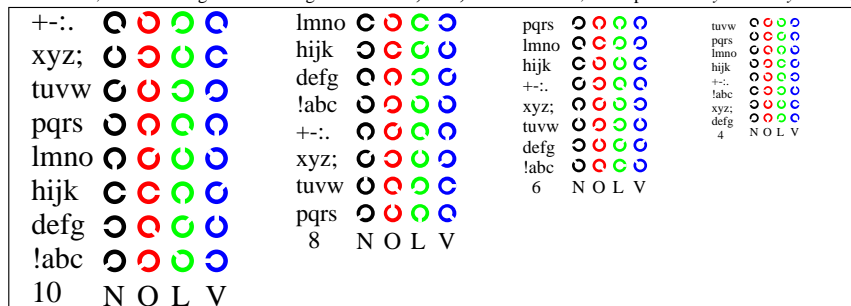 +-:.
xyz;
tuvw
pqrs
lmno
hijk
defg
!abc
10 N O L V
lmno
hijk
defg
!abc
+-:.
xyz;
tuvw
pqrs
8 N O L V
pqrs
lmno
hijk
+-:.
xyz;
tuvw
defg
!abc
6 N O L V
tuvw
pqrs
lmno
hijk
+-:.
!abc
xyz;
defg
4 N O L V